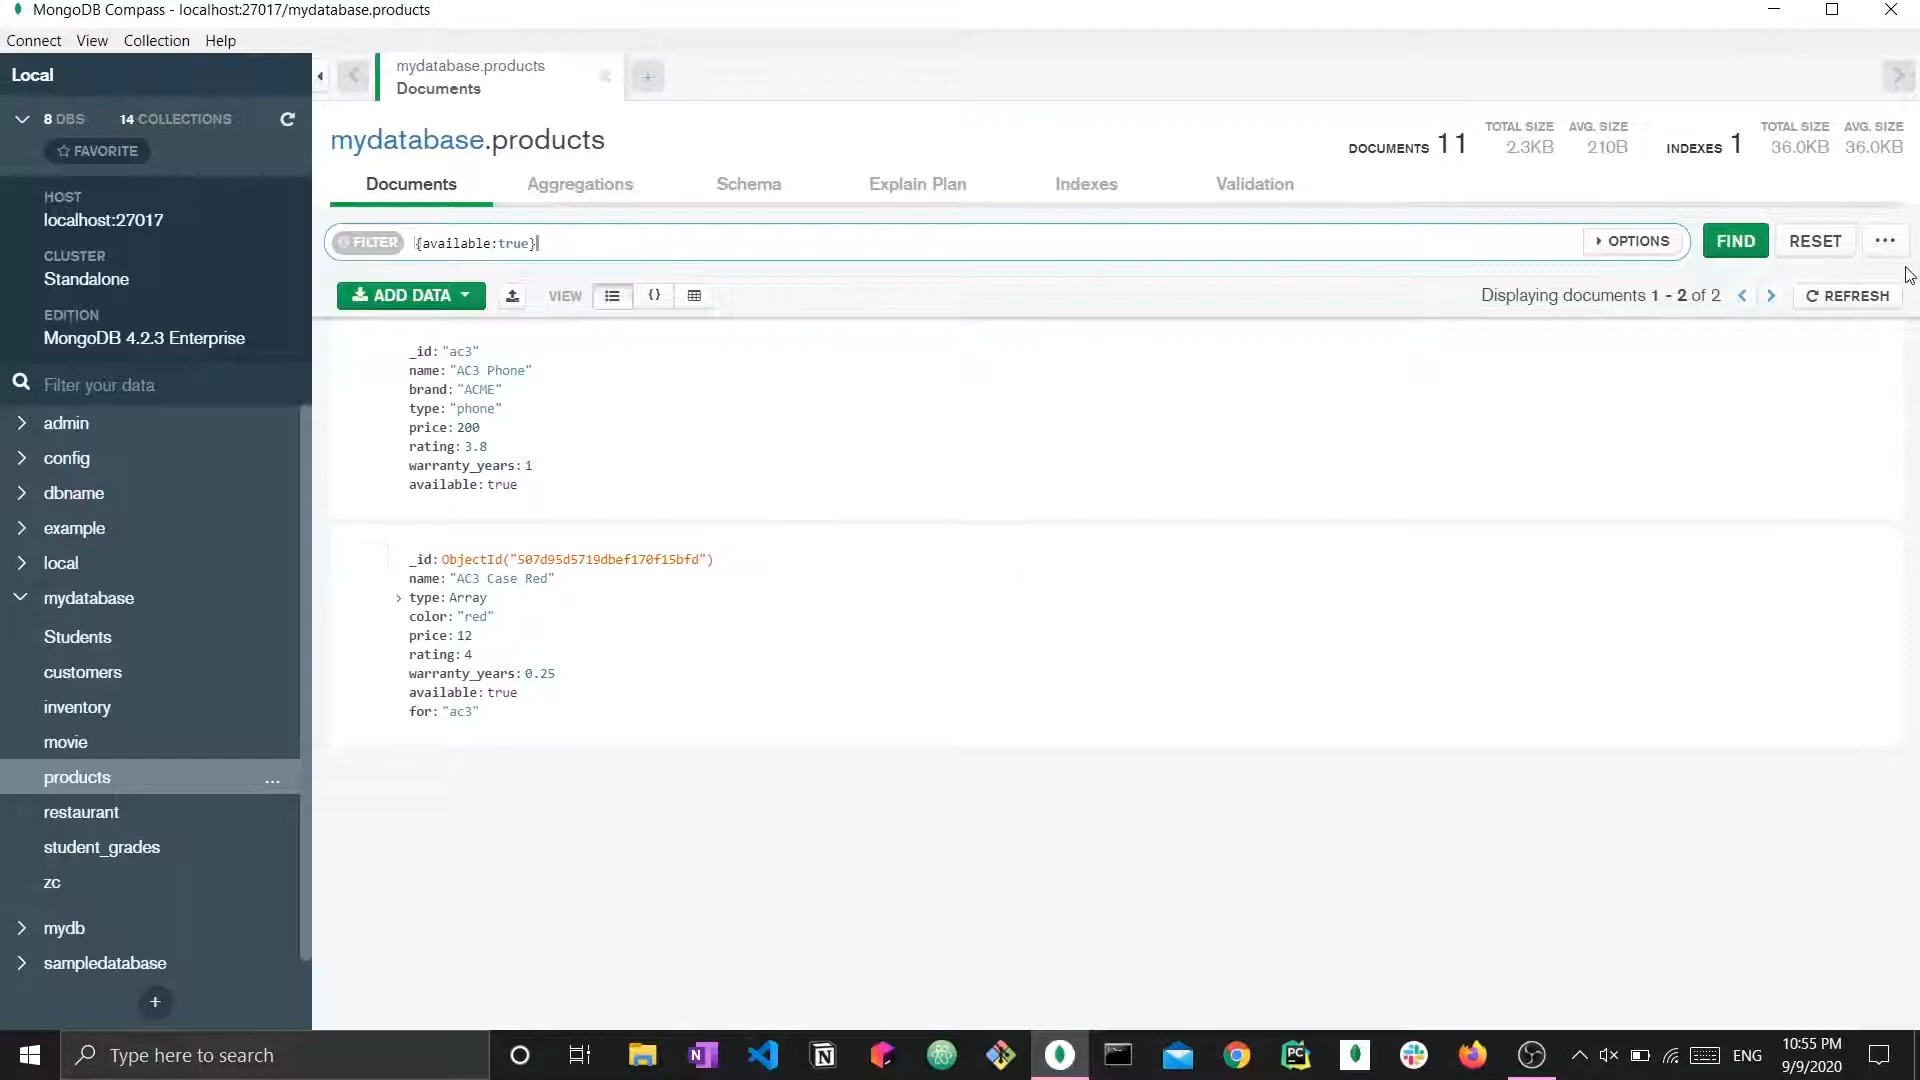 MongoDB Compass - localhost:27017/mydatabase.products
Connect View Collection Help
Local
8 DBS 14 COLLECTIONS
FAVORITE
HOST
localhost:27017
CLUSTER
Standalone
EDITION
MongoDB 4.2.3 Enterprise
Filter your data
admin
config
dbname
example
local
mydatabase
Students
customers
inventory
movie
products ...
restaurant
student_grades
zc
mydb
sampledatabase
+
mydatabase.products
Documents
+
mydatabase.products
DOCUMENTS 11 TOTAL SIZE 2.3KB AVG. SIZE 210B INDEXES 1 TOTAL SIZE 36.0KB AVG. SIZE 36.0KB
Documents Aggregations Schema Explain Plan Indexes Validation
FILTER {available:true} OPTIONS FIND RESET ...
ADD DATA VIEW {} Displaying documents 1 - 2 of 2 REFRESH
_id: "ac3"
name: "AC3 Phone"
brand: "ACME"
type: "phone"
price: 200
rating: 3.8
warranty_years: 1
available: true
_id: ObjectId("507d95d5719dbef170f15bfd")
name: "AC3 Case Red"
type: Array
color: "red"
price: 12
rating: 4
warranty_years: 0.25
available: true
for: "ac3"
Type here to search
ENG
10:55 PM
9/9/2020